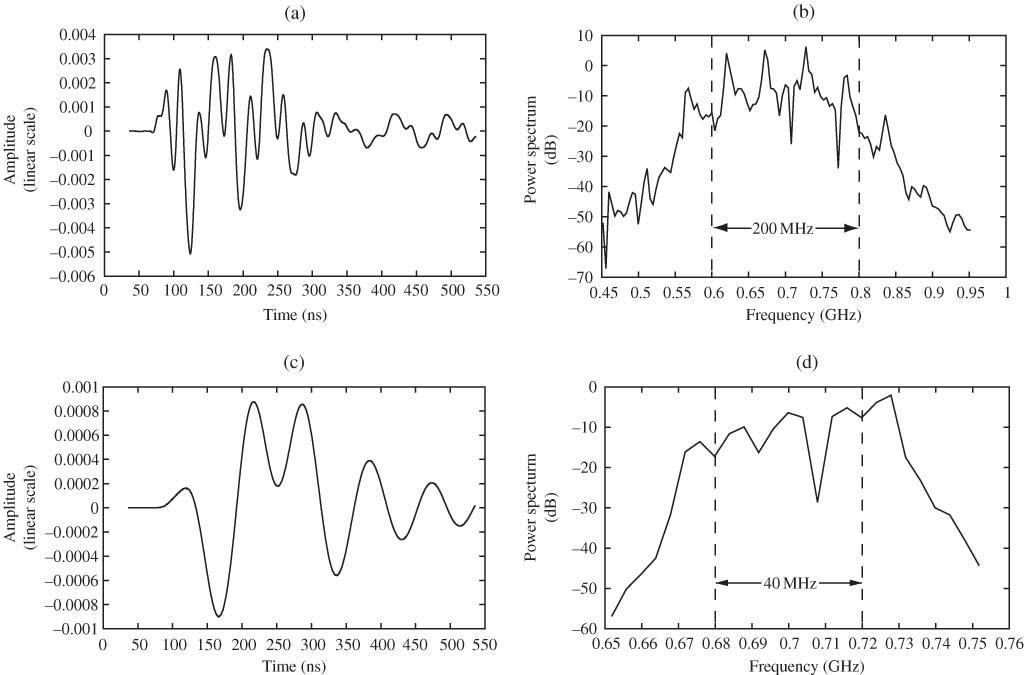 (a)
0.004
0.003
0.002
0.001
0
–0.001
–0.002
–0.003
–0.004
–0.005
–0.006
Amplitude
(linear scale)
0 50 100 150 200 250 300 350 400 450 500 550
Time (ns)
(b)
10
0
–10
–20
–30
–40
–50
–60
–70
Power spectrum
(dB)
200 MHz
0.45 0.55 0.6 0.65 0.7 0.75 0.8 0.85 0.9 0.95 1
Frequency (GHz)
(c)
0.001
0.0008
0.0006
0.0004
0.0002
0
–0.0002
–0.0004
–0.0006
–0.0008
–0.001
Amplitude
(linear scale)
0 50 100 150 200 250 300 350 400 450 500 550
Time (ns)
(d)
0
–10
–20
–30
–40
–50
–60
Power specturm
(dB)
40 MHz
0.65 0.66 0.67 0.68 0.69 0.7 0.71 0.72 0.73 0.74 0.75 0.76
Frequency (GHz)